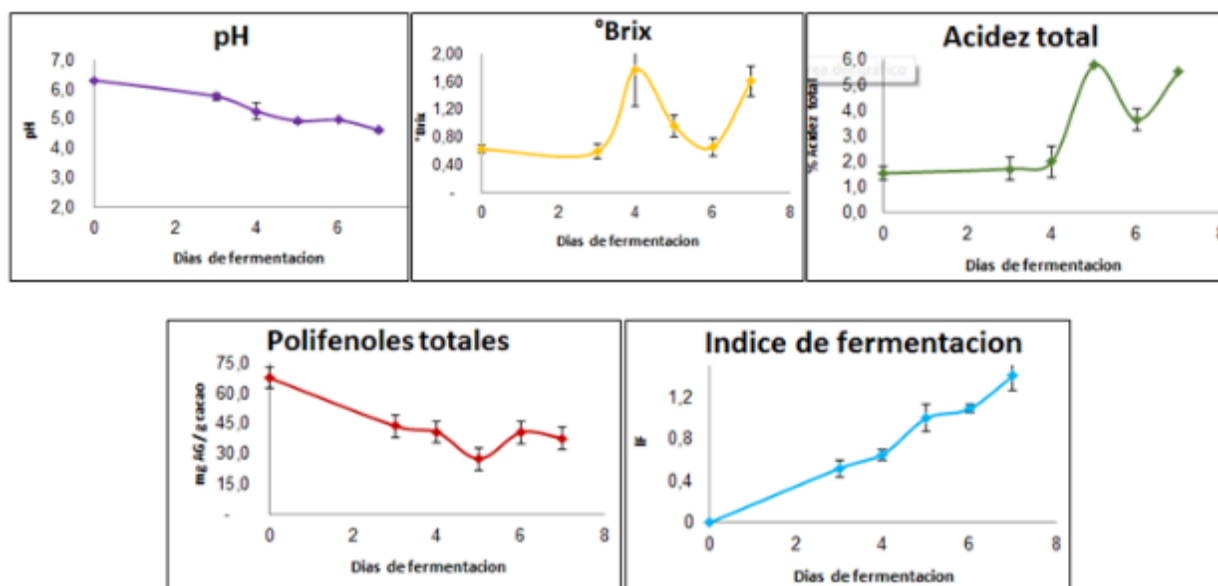 pH
7,0
6,0
5,0
4,0
3,0
2,0
pH
0 2 4 6
Dias de fermentacion
°Brix
2,00
1,60
1,20
0,80
0,40
-
°Brix
0 2 4 6 8
Dias de fermentacion
Acidez total
6,0
5,0
4,0
3,0
2,0
1,0
0,0
% Acidez total
0 2 4 6 8
Dias de fermentacion
Polifenoles totales
75,0
60,0
45,0
30,0
15,0
-
mg AG / g cacao
0 2 4 6 8
Dias de fermentacion
Indice de fermentacion
1,2
0,8
0,4
0
IF
0 2 4 6 8
Dias de fermentacion